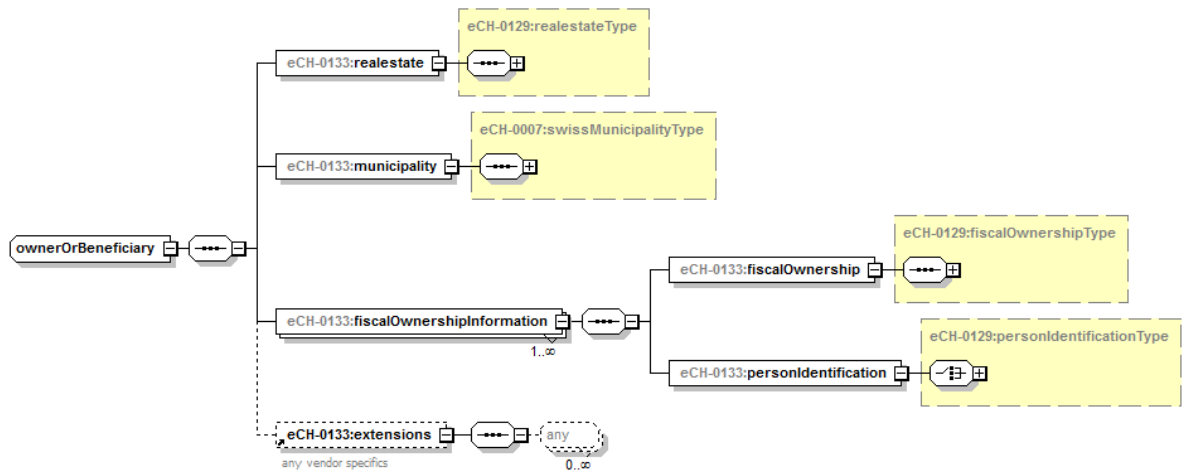 eCH-0129:realestateType
eCH-0133:realestate
eCH-0007:swissMunicipalityType
eCH-0133:municipality
ownerOrBeneficiary
eCH-0129:fiscalOwnershipType
eCH-0133:fiscalOwnership
eCH-0133:fiscalOwnershipInformation
1..∞
eCH-0129:personIdentificationType
eCH-0133:personIdentification
eCH-0133:extensions
any
any vendor specifics
0..∞